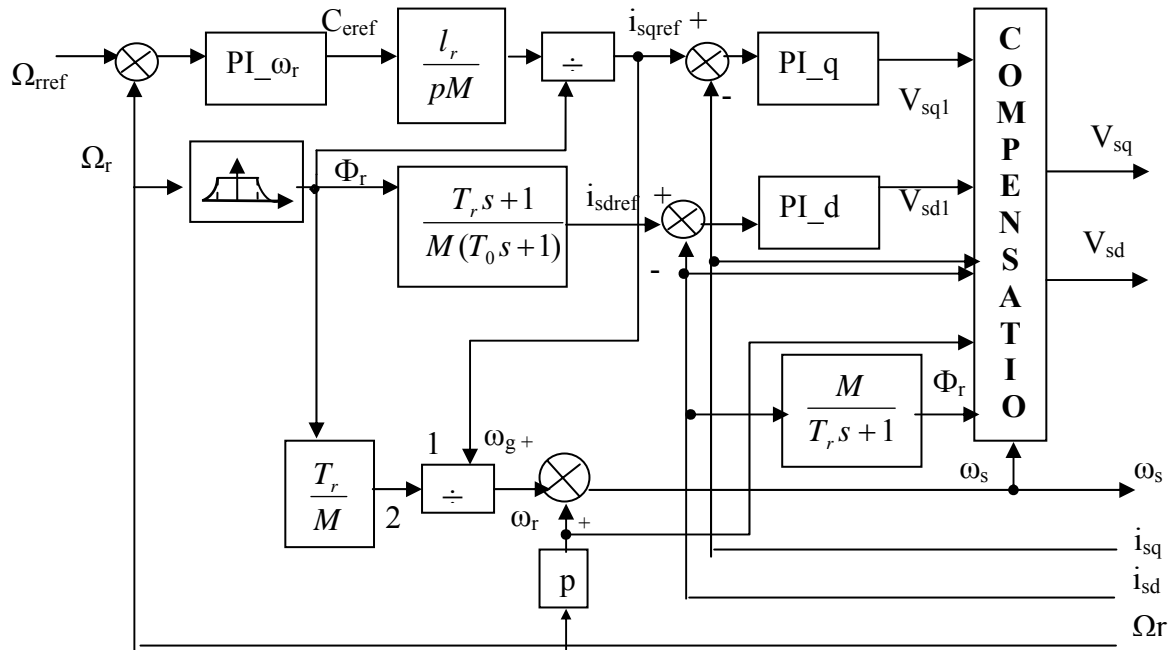 C_eref
i_sqref +
Ω_rref
PI_ω_r
l_r
pM
÷
PI_q
-
V_sq1
C
O
M
P
E
N
S
A
T
I
O
Ω_r
Φ_r
T_r s + 1
M(T_0 s + 1)
i_sdref
+
-
PI_d
V_sd1
V_sq
V_sd
M
T_r s + 1
Φ_r
T_r
M
1
2
÷
ω_g +
ω_r
+
ω_s
ω_s
p
i_sq
i_sd
Ωr